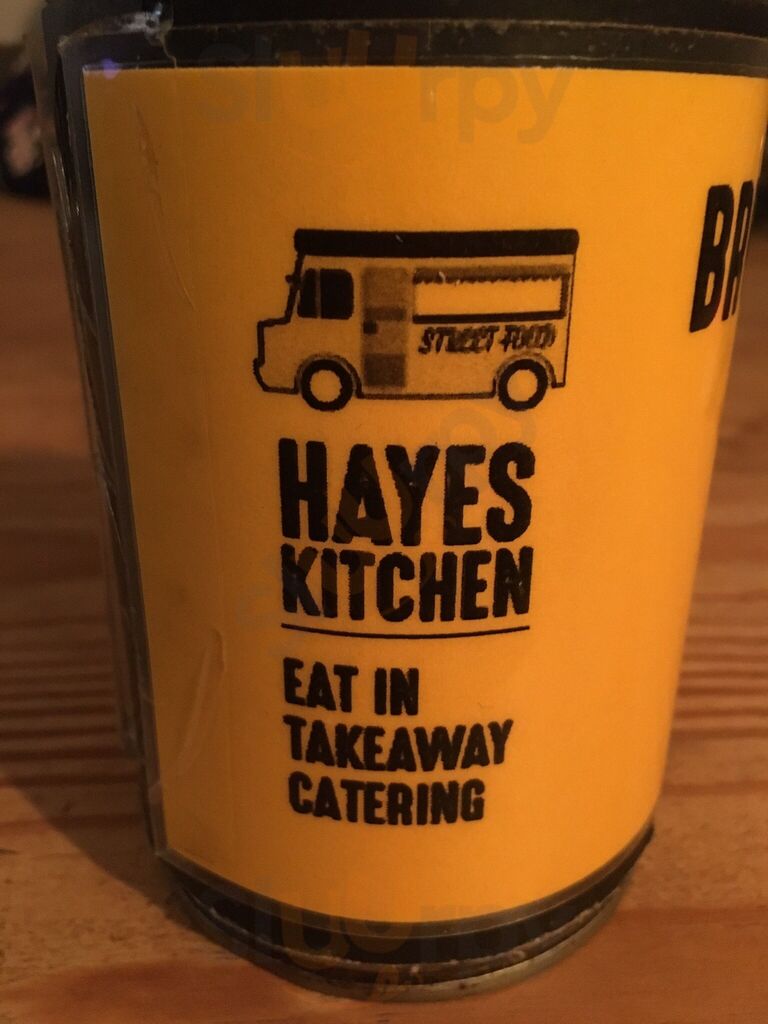 STREET FOOD
HAYES
KITCHEN
EAT IN
TAKEAWAY
CATERING